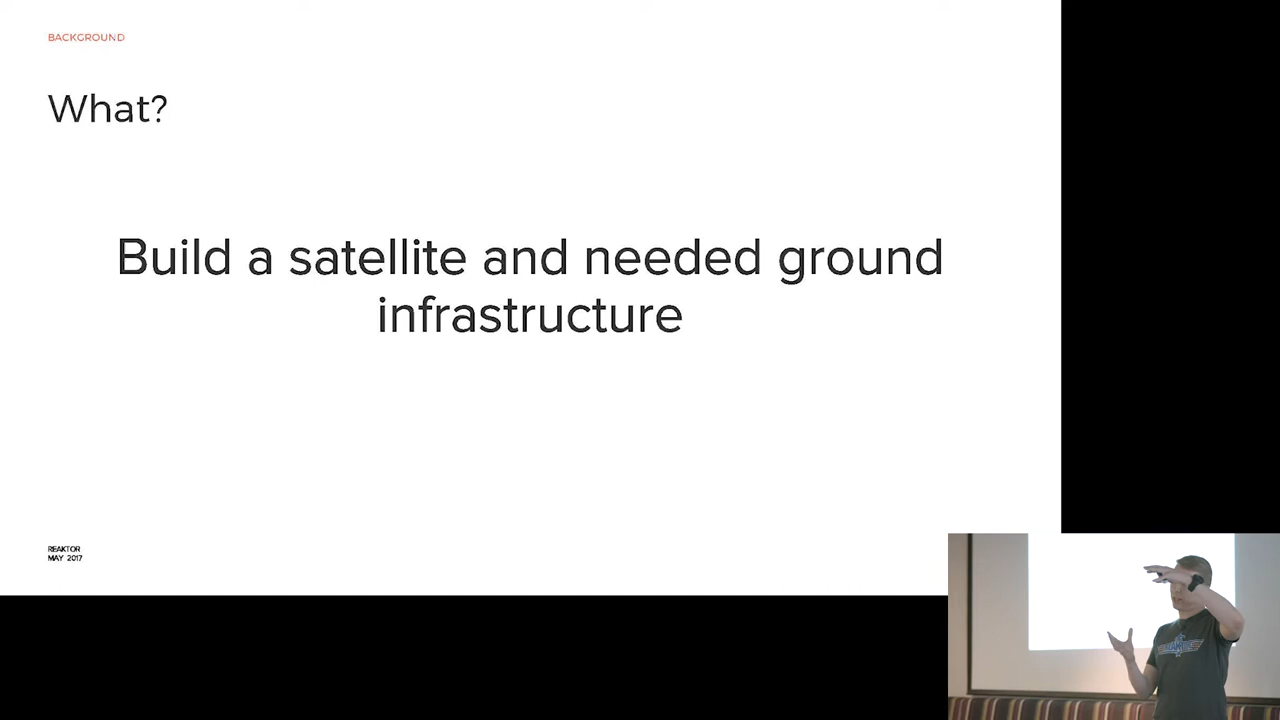 BACKGROUND
What?
Build a satellite and needed ground
infrastructure
REAKTOR
MAY 2017